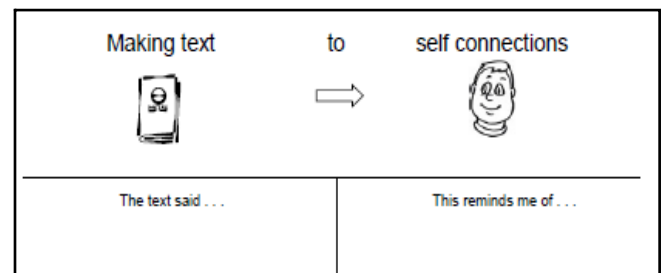 Making text to self connections
The text said . . .
This reminds me of . . .